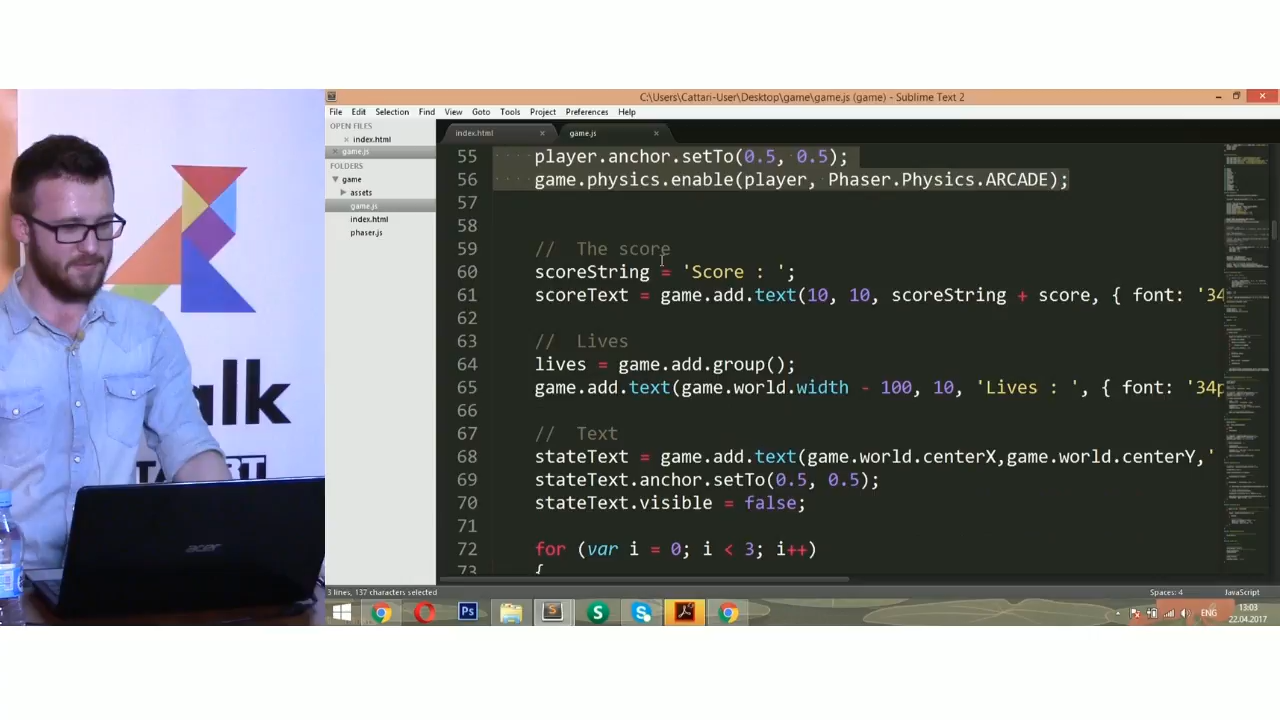 C:\Users\Cattari-User\Desktop\game\game.js (game) - Sublime Text 2
File Edit Selection Find View Goto Tools Project Preferences Help
OPEN FILES
index.html
game.js
FOLDERS
game
assets
game.js
index.html
phaser.js
index.html game.js
55 player.anchor.setTo(0.5, 0.5);
56 game.physics.enable(player, Phaser.Physics.ARCADE);
57
58
59 // The score
60 scoreString = 'Score : ';
61 scoreText = game.add.text(10, 10, scoreString + score, { font: '34
62
63 // Lives
64 lives = game.add.group();
65 game.add.text(game.world.width - 100, 10, 'Lives : ', { font: '34p
66
67 // Text
68 stateText = game.add.text(game.world.centerX,game.world.centerY,'
69 stateText.anchor.setTo(0.5, 0.5);
70 stateText.visible = false;
71
72 for (var i = 0; i < 3; i++)
73 {
3 lines, 137 characters selected
Spaces: 4 JavaScript
Ps S S
ENG
13:03
22.04.2017
alk
acer